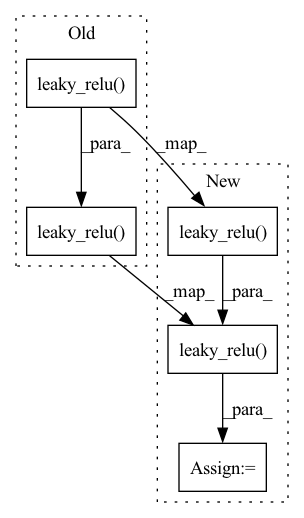 Old
leaky_relu()
_para_
_map_
New
leaky_relu()
leaky_relu()
_map_
_para_
leaky_relu()
_para_
Assign:=